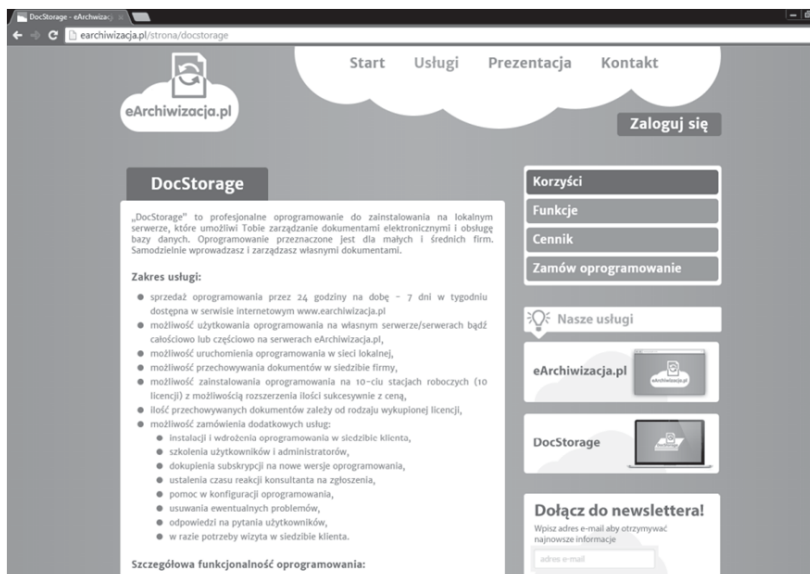 DocStorage - eArchwizacj
earchiwizacja.pl/strona/docstorage
eArchiwizacja.pl
Start Usługi Prezentacja Kontakt
Zaloguj się
DocStorage
„DocStorage” to profesjonalne oprogramowanie do zainstalowania na lokalnym
serwerze, które umożliwi Tobie zarządzanie dokumentami elektronicznymi i obsługę
bazy danych. Oprogramowanie przeznaczone jest dla małych i średnich firm.
Samodzielnie wprowadzasz i zarządzasz własnymi dokumentami.
Zakres usługi:
sprzedaż oprogramowania przez 24 godziny na dobę - 7 dni w tygodniu
dostępna w serwisie internetowym www.earchiwizacja.pl
możliwość użytkowania oprogramowania na własnym serwerze/serwerach bądź
całościowo lub częściowo na serwerach eArchiwizacja.pl,
możliwość uruchomienia oprogramowania w sieci lokalnej,
możliwość przechowywania dokumentów w siedzibie firmy,
możliwość zainstalowania oprogramowania na 10-ciu stacjach roboczych (10
licencji) z możliwością rozszerzenia ilości sukcesywnie z ceną,
ilość przechowywanych dokumentów zależy od rodzaju wykupionej licencji,
możliwość zamówienia dodatkowych usług:
instalacji i wdrożenia oprogramowania w siedzibie klienta,
szkolenia użytkowników i administratorów,
dokupienia subskrypcji na nowe wersje oprogramowania,
ustalenia czasu reakcji konsultanta na zgłoszenia,
pomoc w konfiguracji oprogramowania,
usuwania ewentualnych problemów,
odpowiedzi na pytania użytkowników,
w razie potrzeby wizyta w siedzibie klienta.
Szczegółowa funkcjonalność oprogramowania:
Korzyści
Funkcje
Cennik
Zamów oprogramowanie
Nasze usługi
eArchiwizacja.pl
eArchiwizacja.pl
DocStorage
Dołącz do newslettera!
Wpisz adres e-mail aby otrzymywać
najnowsze informacje
adres e-mail